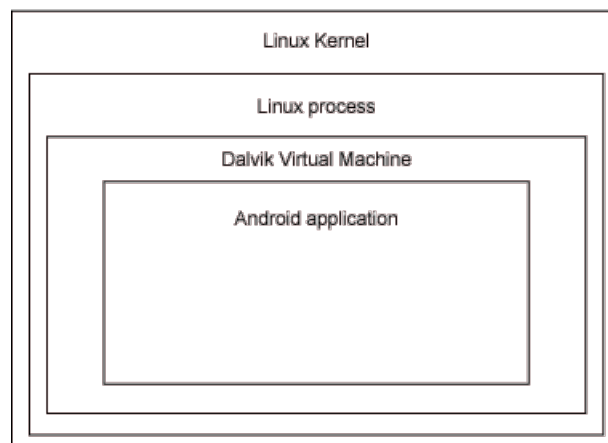 Linux Kernel
Linux process
Dalvik Virtual Machine
Android application